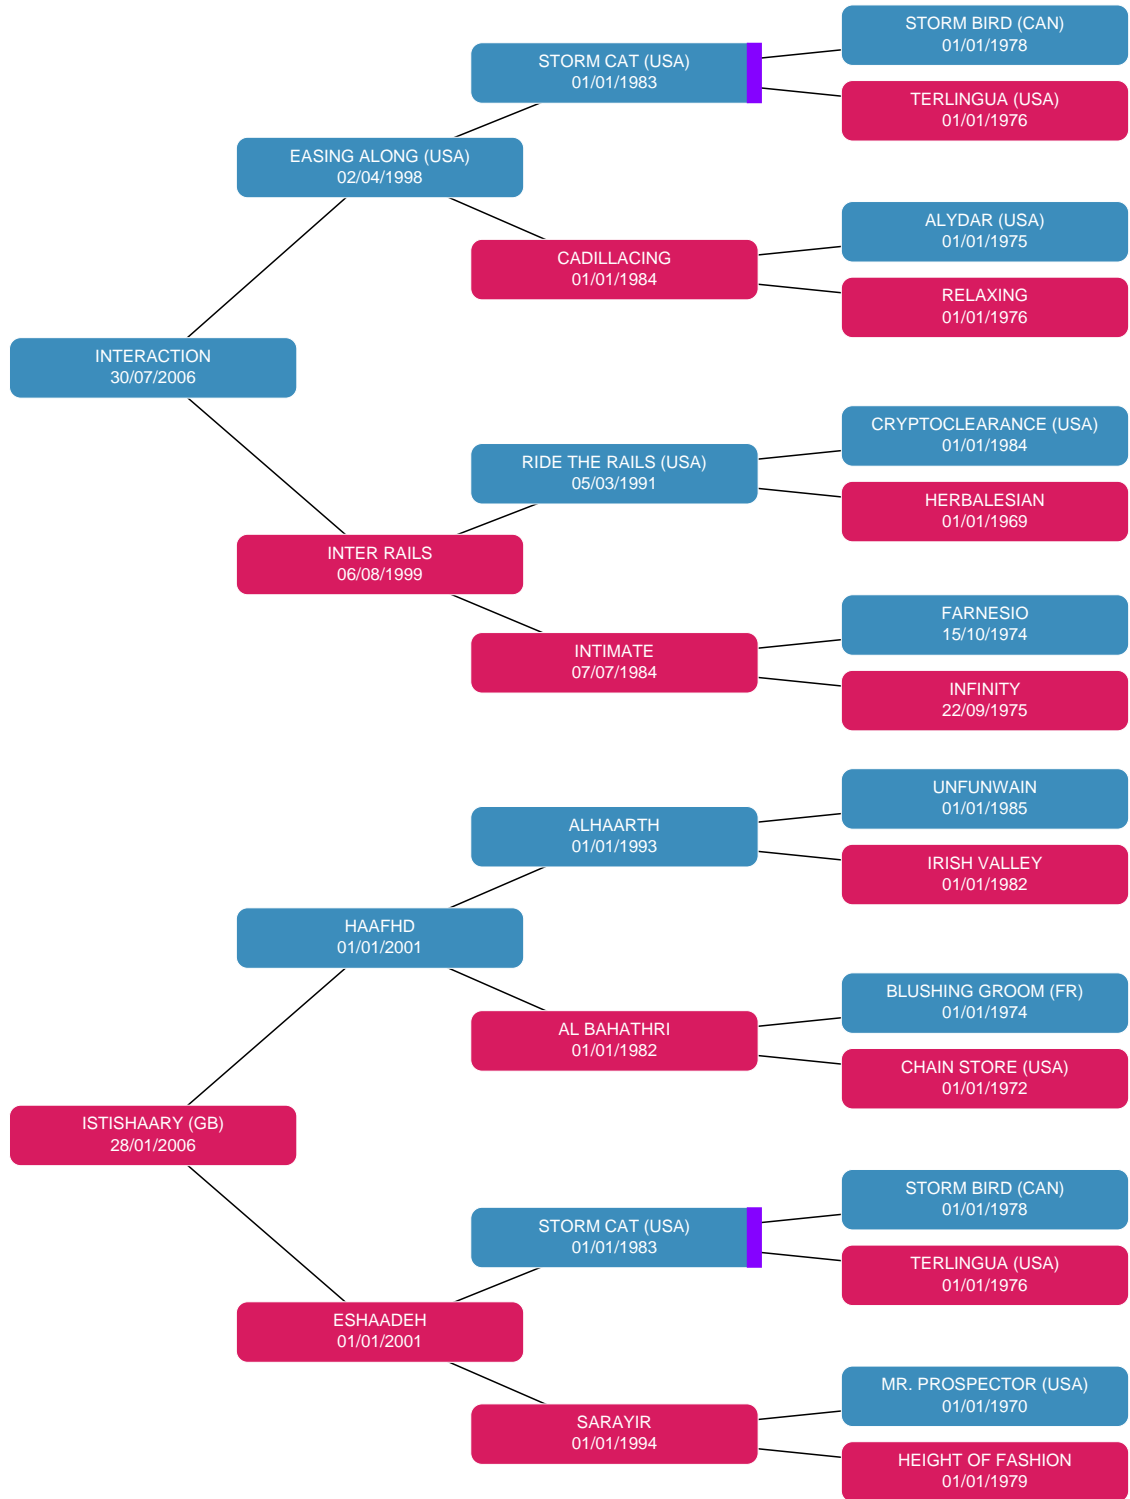 STORM BIRD (CAN)
01/01/1978
STORM CAT (USA)
01/01/1983
TERLINGUA (USA)
01/01/1976
EASING ALONG (USA)
02/04/1998
ALYDAR (USA)
01/01/1975
CADILLACING
01/01/1984
RELAXING
01/01/1976
INTERACTION
30/07/2006
CRYPTOCLEARANCE (USA)
01/01/1984
RIDE THE RAILS (USA)
05/03/1991
HERBALESIAN
01/01/1969
INTER RAILS
06/08/1999
FARNESIO
15/10/1974
INTIMATE
07/07/1984
INFINITY
22/09/1975
UNFUNWAIN
01/01/1985
ALHAARTH
01/01/1993
IRISH VALLEY
01/01/1982
HAAFHD
01/01/2001
BLUSHING GROOM (FR)
01/01/1974
AL BAHATHRI
01/01/1982
CHAIN STORE (USA)
01/01/1972
ISTISHAARY (GB)
28/01/2006
STORM BIRD (CAN)
01/01/1978
STORM CAT (USA)
01/01/1983
TERLINGUA (USA)
01/01/1976
ESHAADEH
01/01/2001
MR. PROSPECTOR (USA)
01/01/1970
SARAYIR
01/01/1994
HEIGHT OF FASHION
01/01/1979